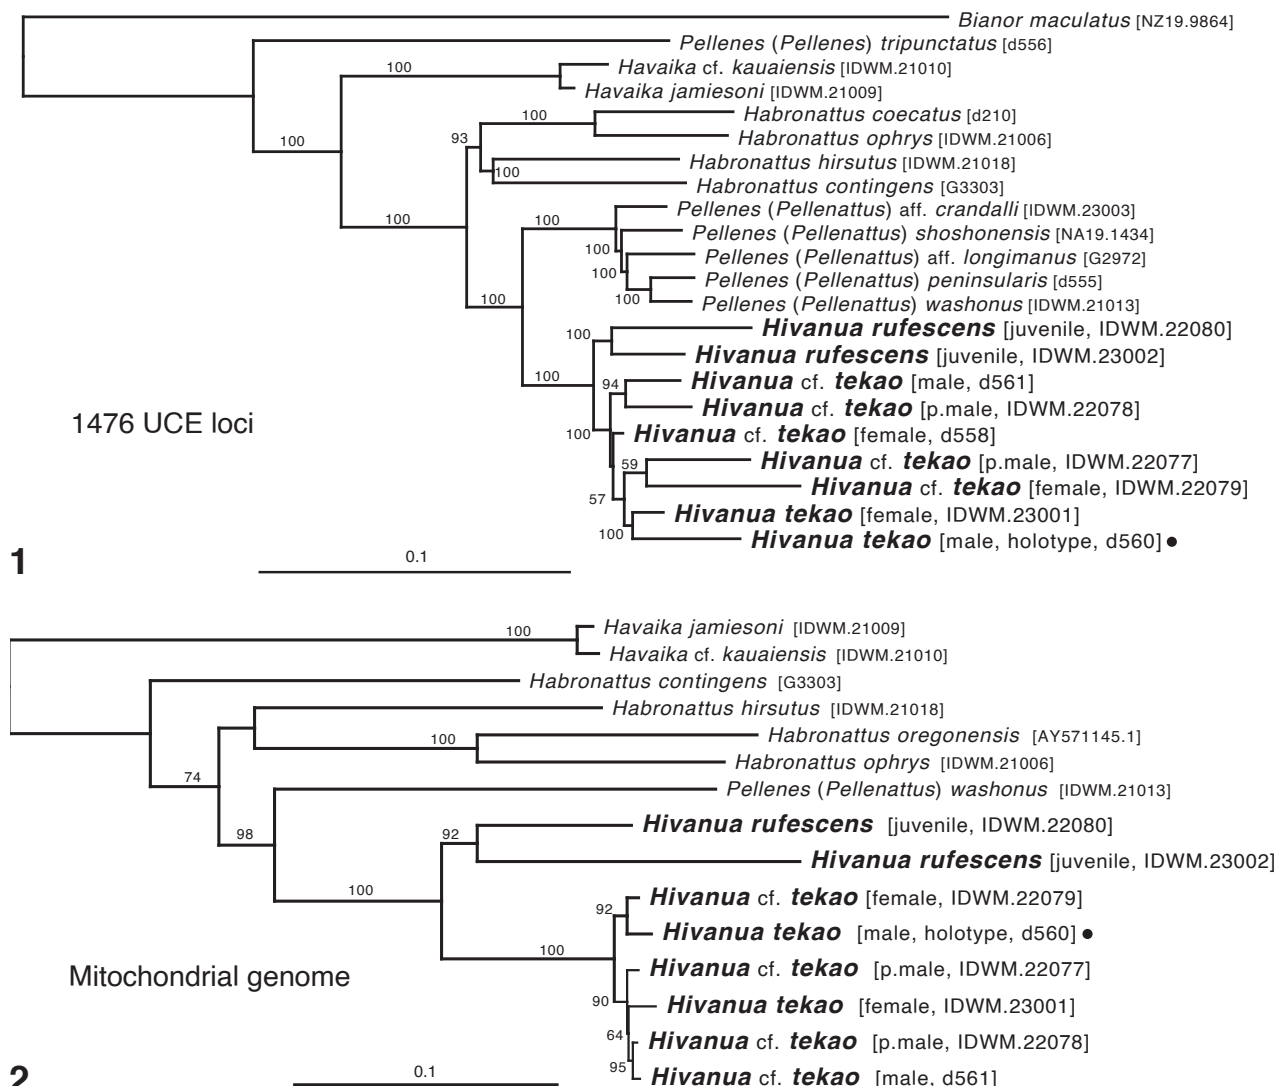 Bianor maculatus [NZ19.9864]
Pellenes (Pellenes) tripunctatus [d556]
100
Havaika cf. kauaiensis [IDWM.21010]
Havaika jamiesoni [IDWM.21009]
100
Habronattus coecatus [d210]
93
Habronattus ophrys [IDWM.21006]
100
Habronattus hirsutus [IDWM.21018]
100
Habronattus contingens [G3303]
100
Pellenes (Pellenattus) aff. crandalli [IDWM.23003]
100
Pellenes (Pellenattus) shoshonensis [NA19.1434]
100
Pellenes (Pellenattus) aff. longimanus [G2972]
100
Pellenes (Pellenattus) peninsularis [d555]
100
100
Pellenes (Pellenattus) washonus [IDWM.21013]
100
Hivanua rufescens [juvenile, IDWM.22080]
Hivanua rufescens [juvenile, IDWM.23002]
100
94
Hivanua cf. tekao [male, d561]
Hivanua cf. tekao [p.male, IDWM.22078]
1476 UCE loci
100
Hivanua cf. tekao [female, d558]
59
Hivanua cf. tekao [p.male, IDWM.22077]
Hivanua cf. tekao [female, IDWM.22079]
57
Hivanua tekao [female, IDWM.23001]
100
Hivanua tekao [male, holotype, d560]
1
0.1
100
Havaika jamiesoni [IDWM.21009]
Havaika cf. kauaiensis [IDWM.21010]
Habronattus contingens [G3303]
Habronattus hirsutus [IDWM.21018]
100
Habronattus oregonensis [AY571145.1]
Habronattus ophrys [IDWM.21006]
74
Pellenes (Pellenattus) washonus [IDWM.21013]
98
92
Hivanua rufescens [juvenile, IDWM.22080]
Hivanua rufescens [juvenile, IDWM.23002]
100
92
Hivanua cf. tekao [female, IDWM.22079]
Hivanua tekao [male, holotype, d560]
100
Mitochondrial genome
Hivanua cf. tekao [p.male, IDWM.22077]
90
Hivanua tekao [female, IDWM.23001]
64
Hivanua cf. tekao [p.male, IDWM.22078]
95
Hivanua cf. tekao [male, d561]
2
0.1